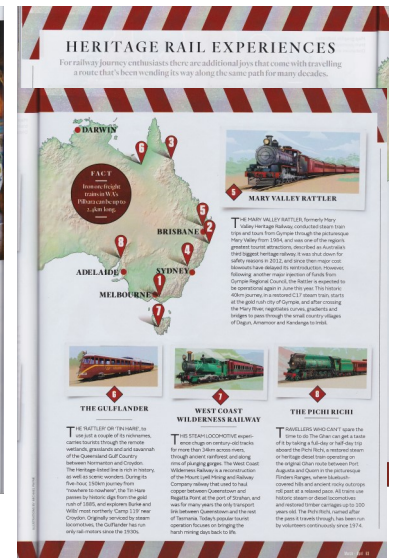 HERITAGE RAIL EXPERIENCES
For railway journey enthusiasts there are additional joys that come with travelling
a route that's been wending its way along the same path for many decades.
DARWIN
3
6
FACT
Iron ore freight
trains in WA's
Pilbara can be up to
2.4km long.
5
BRISBANE
2
8
4
ADELAIDE
SYDNEY
1
MELBOURNE
7
5
MARY VALLEY RATTLER
THE MARY VALLEY RATTLER, formerly Mary
Valley Heritage Railway, conducted steam train
trips and tours from Gympie through the picturesque
Mary Valley from 1984, and was one of the region's
greatest tourist attractions, described as Australia's
third biggest heritage railway. It was shut down for
safety reasons in 2012, and since then major cost
blowouts have delayed its reintroduction. However,
following another major injection of funds from
Gympie Regional Council, the Rattler is expected to
be operational again in June this year. This historic
40km journey, in a restored C17 steam train, starts
at the gold rush city of Gympie, and after crossing
the Mary River, negotiates curves, gradients and
bridges to pass through the small country villages
of Dagun, Amamoor and Kandanga to Imbil.
6
THE GULFLANDER
THE 'RATTLER' OR 'TIN HARE', to
use just a couple of its nicknames,
carries tourists through the remote
wetlands, grasslands and savannah
of the Queensland Gulf Country
between Normanton and Croydon.
The Heritage-listed line is rich in history,
as well as scenic wonders. During its
five-hour, 150km journey from
"nowhere to nowhere", the Tin Hare
passes by historic digs from the gold
rush of 1885, and explorers Burke and
Wills' most northerly 'Camp 119' near
Croydon. Originally serviced by steam
locomotives, the Gulflander has run
only rail-motors since the 1930s.
7
WEST COAST
WILDERNESS RAILWAY
THIS STEAM LOCOMOTIVE experi-
ence chugs on century-old tracks
for more than 34km across rivers,
through ancient rainforest and along
rims of plunging gorges. The West Coast
Wilderness Railway is a reconstruction
of the Mount Lyell Mining and Railway
Company railway that used to haul
copper between Queenstown and
Regatta Point at the port of Strahan, and
was for many years the only transport
link between Queenstown and the rest
of Tasmania. Today's popular tourist
operation focuses on bringing the
harsh mining days back to life.
8
THE PICHI RICHI
TRAVELLERS WHO CAN'T spare the
time to do The Ghan can get a taste
of it by taking a full-day or half-day trip
aboard the Pichi Richi, a restored steam
or heritage diesel train operating on
the original Ghan route between Port
Augusta and Quorn in the picturesque
Flinders Ranges, where bluebush-
covered hills and ancient rocky outcrops
roll past at a relaxed pace. All trains use
historic steam or diesel locomotives
and restored timber carriages up to 100
years old. The Pichi Richi, named after
the pass it travels through, has been run
by volunteers continuously since 1974.